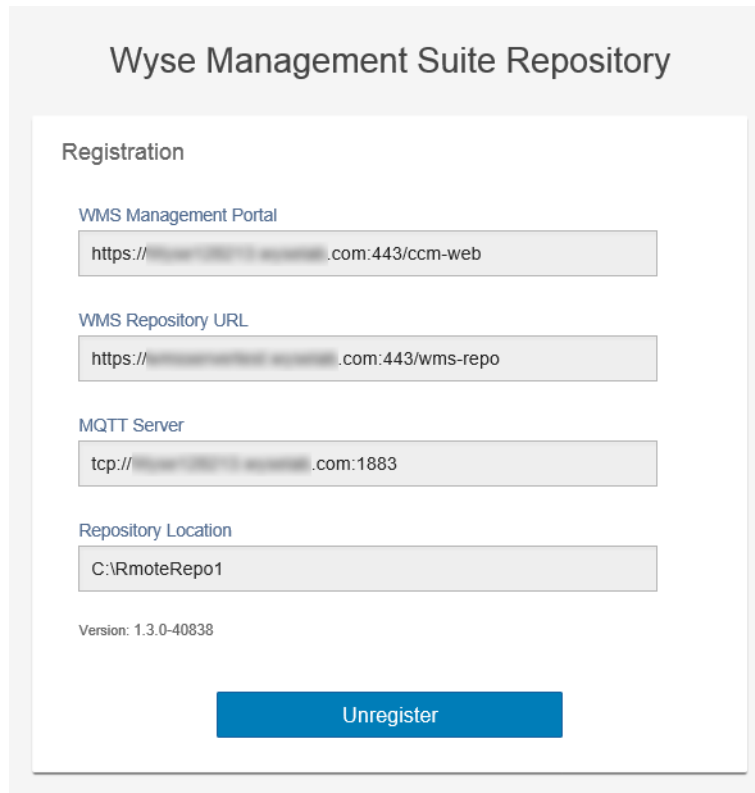 Wyse Management Suite Repository
Registration
WMS Management Portal
https:// .com:443/ccm-web
WMS Repository URL
https:// .com:443/wms-repo
MQTT Server
tcp:// .com:1883
Repository Location
C:\RmoteRepo1
Version: 1.3.0-40838
Unregister